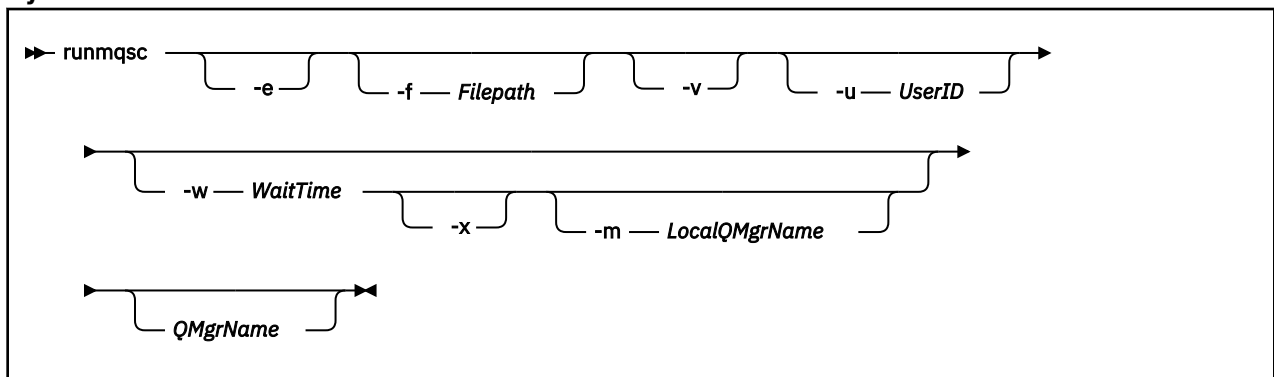 runmqsc -e -f Filepath -v -u UserID
-w WaitTime -x -m LocalQMgrName
QMgrName